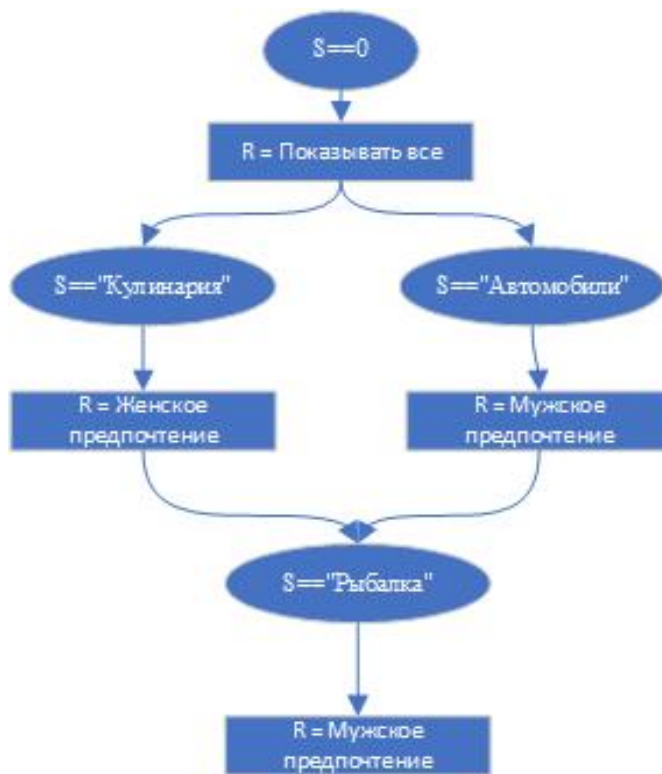 S==0
R = Показывать все
S=="Кулинария"
S=="Автомобили"
R = Женское
предпочтение
R = Мужское
предпочтение
S=="Рыбалка"
R = Мужское
предпочтение